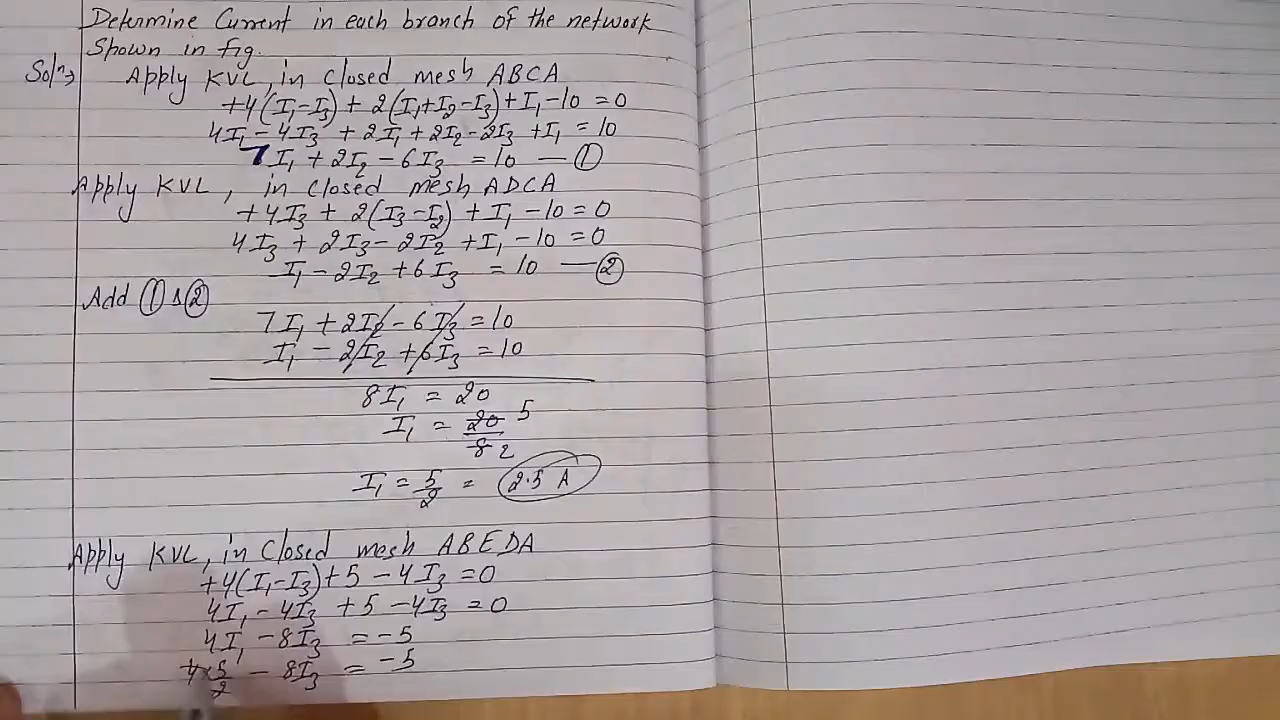 Determine Current in each branch of the network
Shown in fig.
Solⁿ⇒ Apply KVL, in closed mesh ABCA
+4(I₁-I₃) + 2(I₁+I₂-I₃)+I₁-10 = 0
4I₁ - 4I₃ + 2I₁ + 2I₂ - 2I₃ + I₁ = 10
7I₁ + 2I₂ - 6I₃ = 10 — ①
Apply KVL, in closed mesh ADCA
+4I₃ + 2(I₃-I₂) + I₁ - 10 = 0
4I₃ + 2I₃ - 2I₂ + I₁ - 10 = 0
I₁ - 2I₂ + 6I₃ = 10 — ②
Add ① & ②
7I₁ + 2I₂ - 6I₃ = 10
I₁ - 2I₂ + 6I₃ = 10
8I₁ = 20
I₁ = 20/8 5/2
I₁ = 5/2 = 2.5 A
Apply KVL, in closed mesh ABEDA
+4(I₁-I₃)+5 - 4I₃ = 0
4I₁ - 4I₃ + 5 - 4I₃ = 0
4I₁ - 8I₃ = -5
4×5/2 - 8I₃ = -5